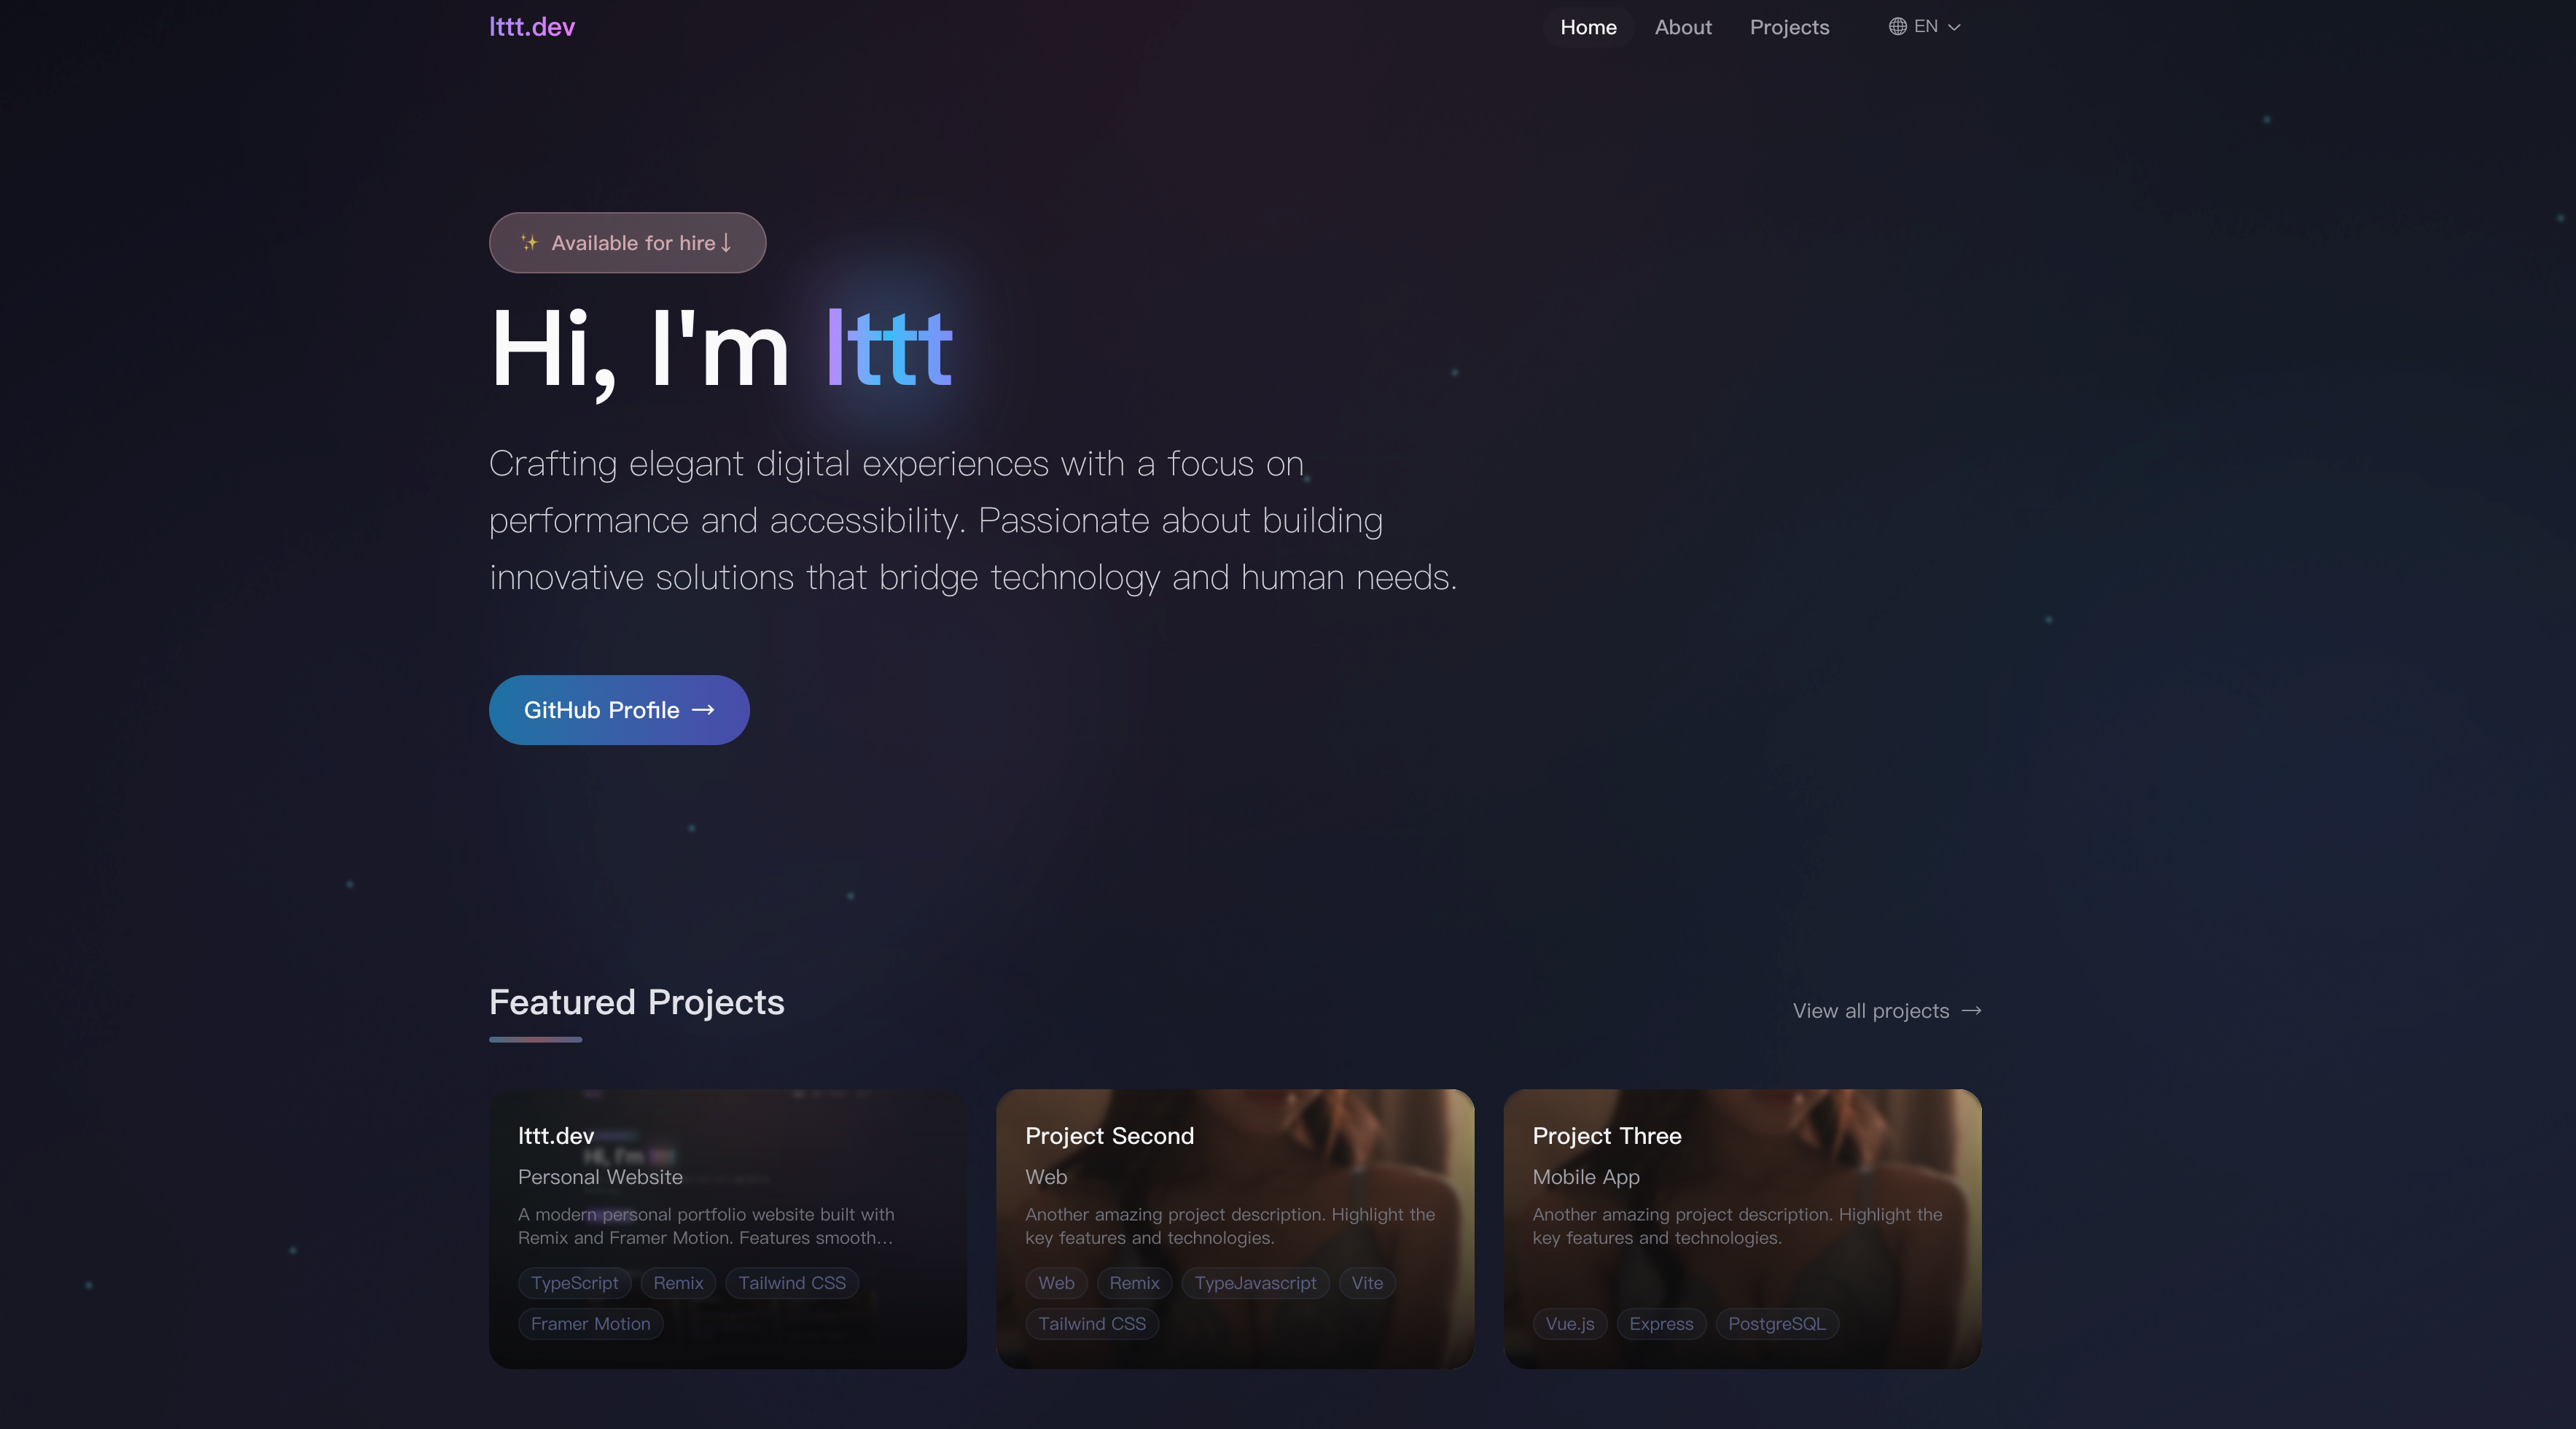 lttt.dev
Home About Projects EN
✨ Available for hire↓
Hi, I'm lttt
Crafting elegant digital experiences with a focus on
performance and accessibility. Passionate about building
innovative solutions that bridge technology and human needs.
GitHub Profile →
Featured Projects
View all projects →
lttt.dev
Hi, I'm lttt
Personal Website
A modern personal portfolio website built with
Remix and Framer Motion. Features smooth...
TypeScript Remix Tailwind CSS
Framer Motion
Project Second
Web
Another amazing project description. Highlight the
key features and technologies.
Web Remix TypeJavascript Vite
Tailwind CSS
Project Three
Mobile App
Another amazing project description. Highlight the
key features and technologies.
Vue.js Express PostgreSQL